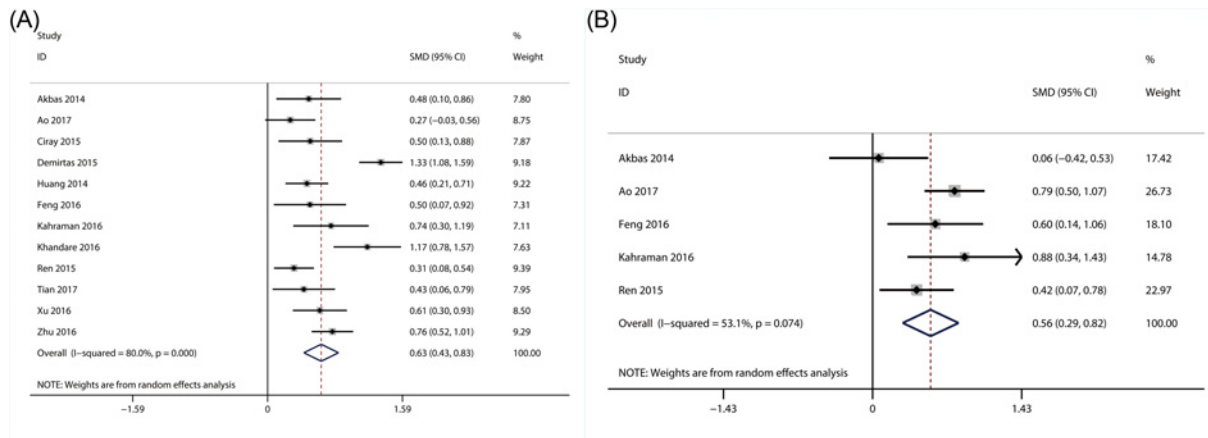 (A)
Study %
ID SMD (95% CI) Weight
Akbas 2014 0.48 (0.10, 0.86) 7.80
Ao 2017 0.27 (−0.03, 0.56) 8.75
Ciray 2015 0.50 (0.13, 0.88) 7.87
Demirtas 2015 1.33 (1.08, 1.59) 9.18
Huang 2014 0.46 (0.21, 0.71) 9.22
Feng 2016 0.50 (0.07, 0.92) 7.31
Kahraman 2016 0.74 (0.30, 1.19) 7.11
Khandare 2016 1.17 (0.78, 1.57) 7.63
Ren 2015 0.31 (0.08, 0.54) 9.39
Tian 2017 0.43 (0.06, 0.79) 7.95
Xu 2016 0.61 (0.30, 0.93) 8.50
Zhu 2016 0.76 (0.52, 1.01) 9.29
Overall (I−squared = 80.0%, p = 0.000) 0.63 (0.43, 0.83) 100.00
NOTE: Weights are from random effects analysis
−1.59 0 1.59
(B)
Study %
ID SMD (95% CI) Weight
Akbas 2014 0.06 (−0.42, 0.53) 17.42
Ao 2017 0.79 (0.50, 1.07) 26.73
Feng 2016 0.60 (0.14, 1.06) 18.10
Kahraman 2016 0.88 (0.34, 1.43) 14.78
Ren 2015 0.42 (0.07, 0.78) 22.97
Overall (I−squared = 53.1%, p = 0.074) 0.56 (0.29, 0.82) 100.00
NOTE: Weights are from random effects analysis
−1.43 0 1.43